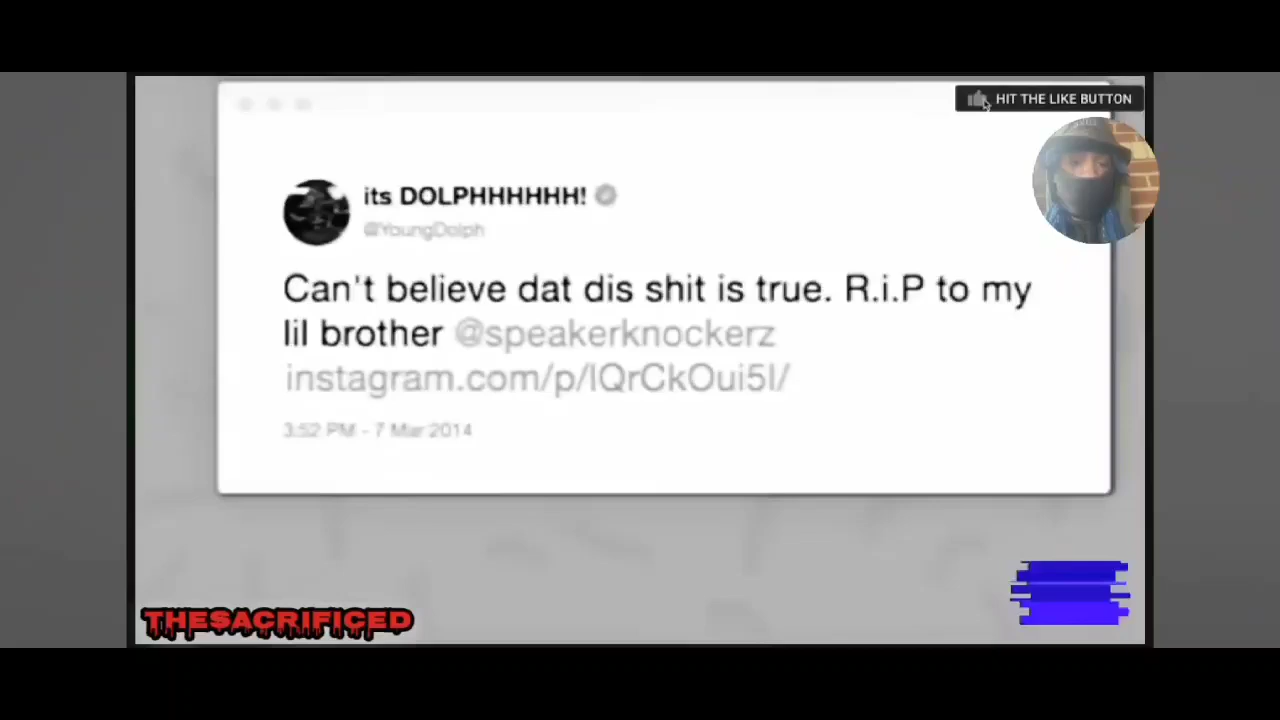 HIT THE LIKE BUTTON
its DOLPHHHHHH!
@YoungDolph
Can't believe dat dis shit is true. R.i.P to my
lil brother @speakerknockerz
instagram.com/p/lQrCkOui5l/
3:52 PM - 7 Mar 2014
THESACRIFICED